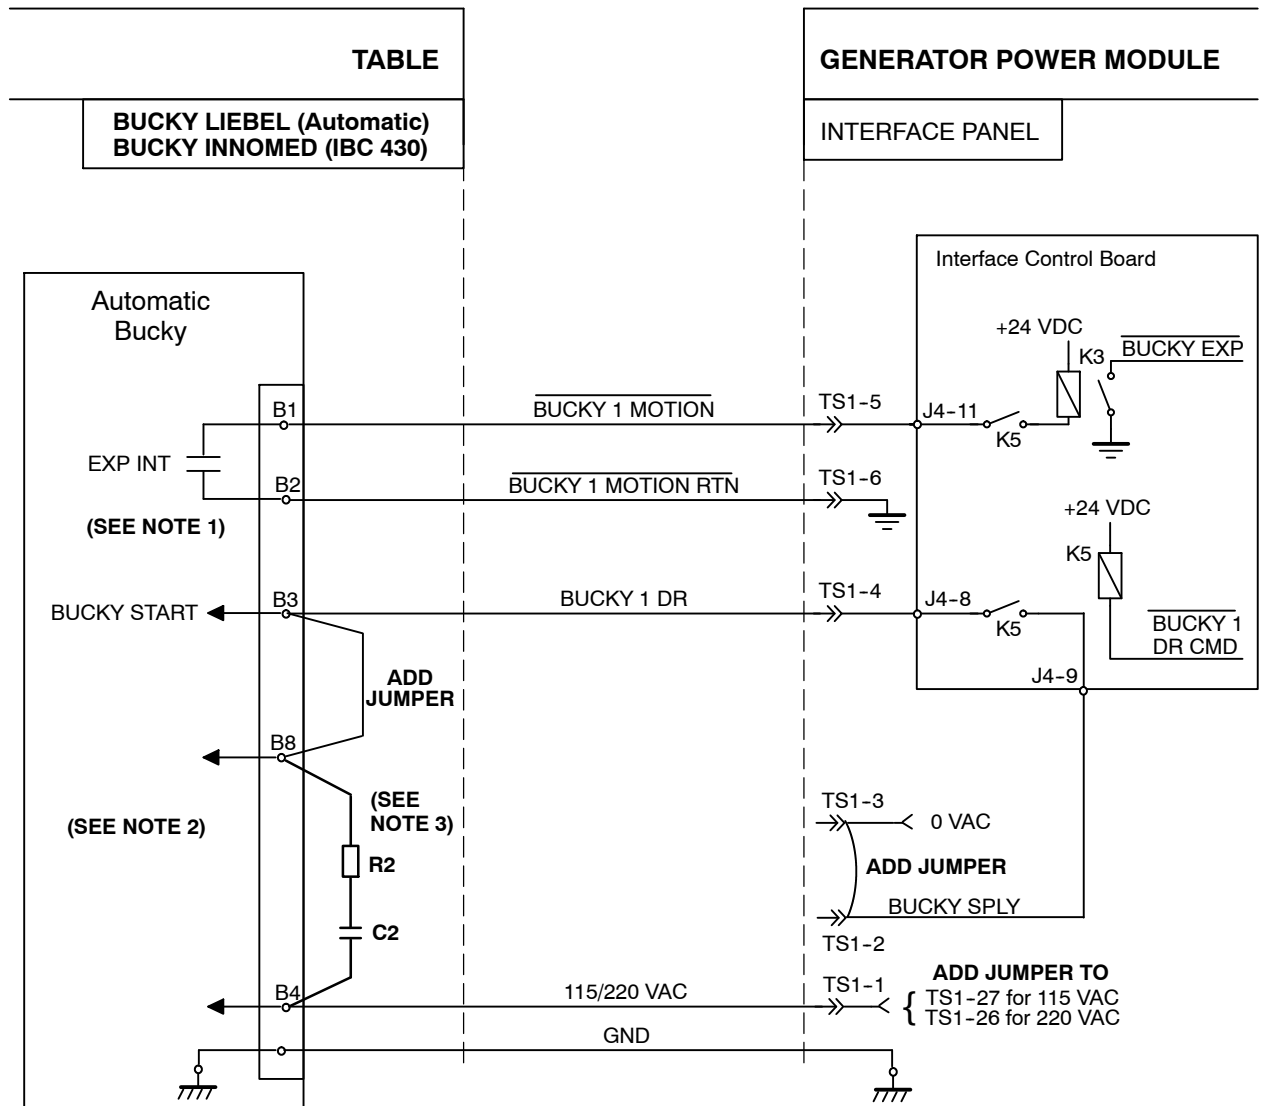 TABLE
GENERATOR POWER MODULE
BUCKY LIEBEL (Automatic)
BUCKY INNOMED (IBC 430)
INTERFACE PANEL
Interface Control Board
Automatic
Bucky
+24 VDC
K3
BUCKY EXP
B1
BUCKY 1 MOTION
TS1-5
J4-11
K5
EXP INT
B2
BUCKY 1 MOTION RTN
TS1-6
(SEE NOTE 1)
+24 VDC
K5
BUCKY START
B3
BUCKY 1 DR
TS1-4
J4-8
K5
BUCKY 1
DR CMD
J4-9
ADD
JUMPER
B8
(SEE NOTE 2)
(SEE
NOTE 3)
TS1-3
0 VAC
R2
ADD JUMPER
BUCKY SPLY
C2
TS1-2
B4
115/220 VAC
TS1-1
ADD JUMPER TO
{ TS1-27 for 115 VAC
TS1-26 for 220 VAC
GND